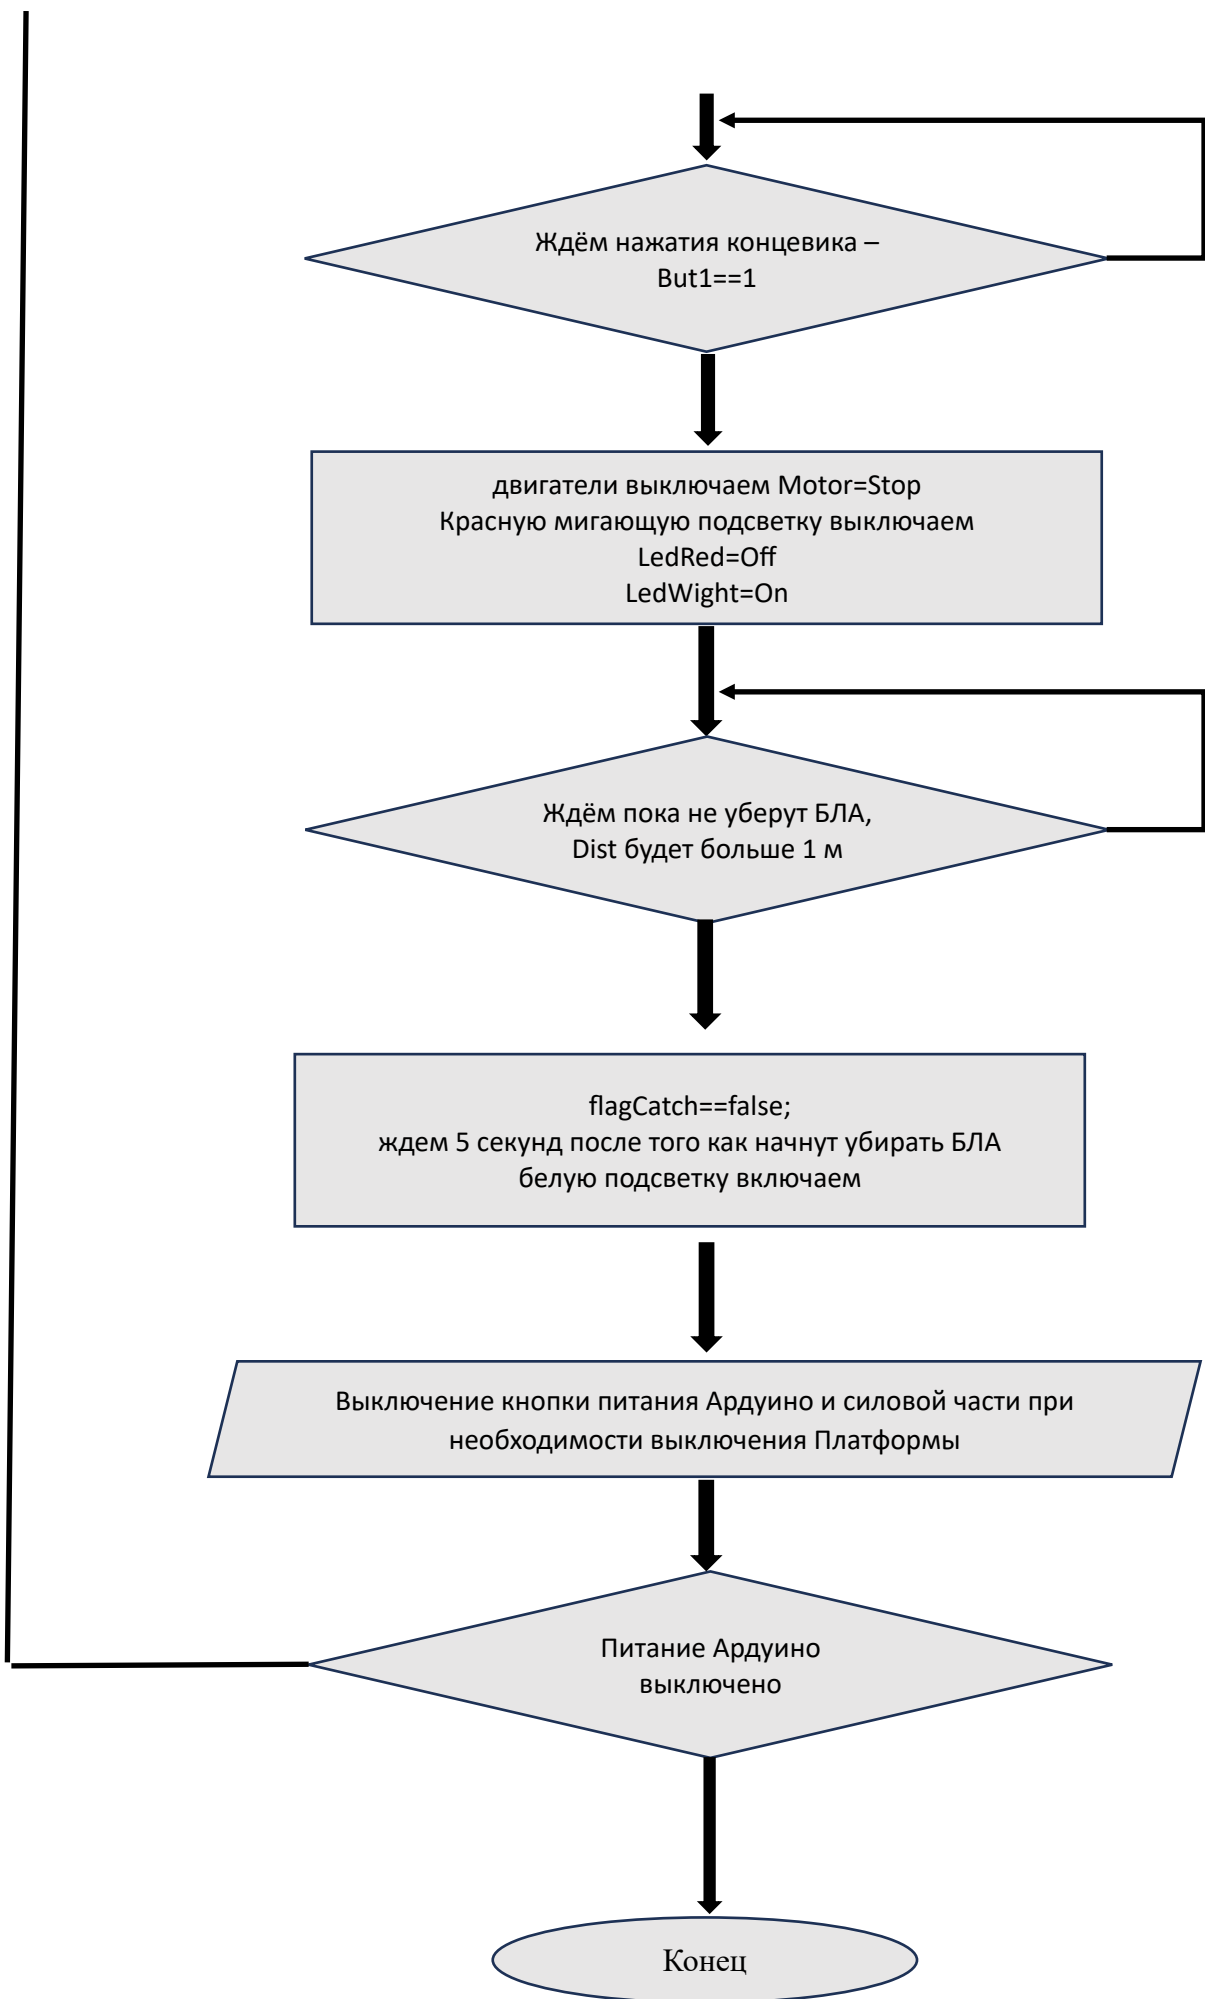 Ждём нажатия концевика –
But1==1
двигатели выключаем Motor=Stop
Красную мигающую подсветку выключаем
LedRed=Off
LedWight=On
Ждём пока не уберут БЛА,
Dist будет больше 1 м
flagCatch==false;
ждем 5 секунд после того как начнут убирать БЛА
белую подсветку включаем
Выключение кнопки питания Ардуино и силовой части при
необходимости выключения Платформы
Питание Ардуино
выключено
Конец